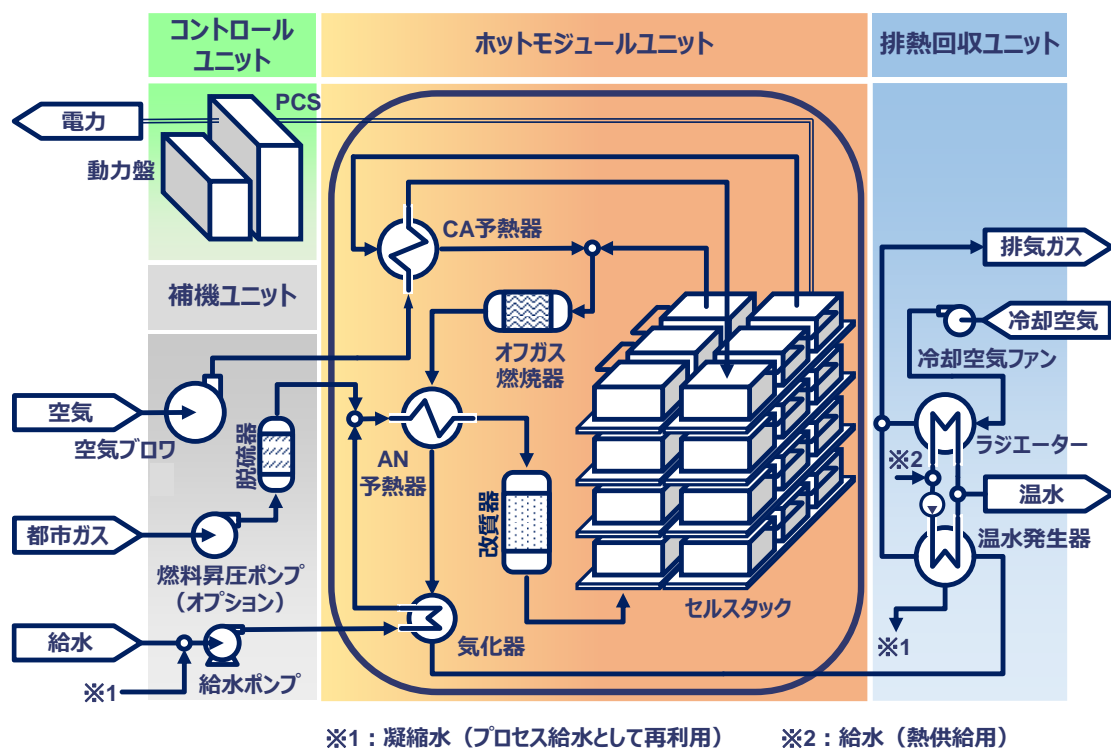 コントロール
ユニット
ホットモジュールユニット
排熱回収ユニット
PCS
電力
動力盤
CA予熱器
排気ガス
補機ユニット
冷却空気
オフガス
燃焼器
冷却空気ファン
空気
空気ブロワ
脱硫器
AN
予熱器
ラジエーター
※2
温水
都市ガス
改質器
温水発生器
燃料昇圧ポンプ
（オプション）
セルスタック
給水
気化器
※1
※1
給水ポンプ
※1：凝縮水（プロセス給水として再利用）
※2：給水（熱供給用）